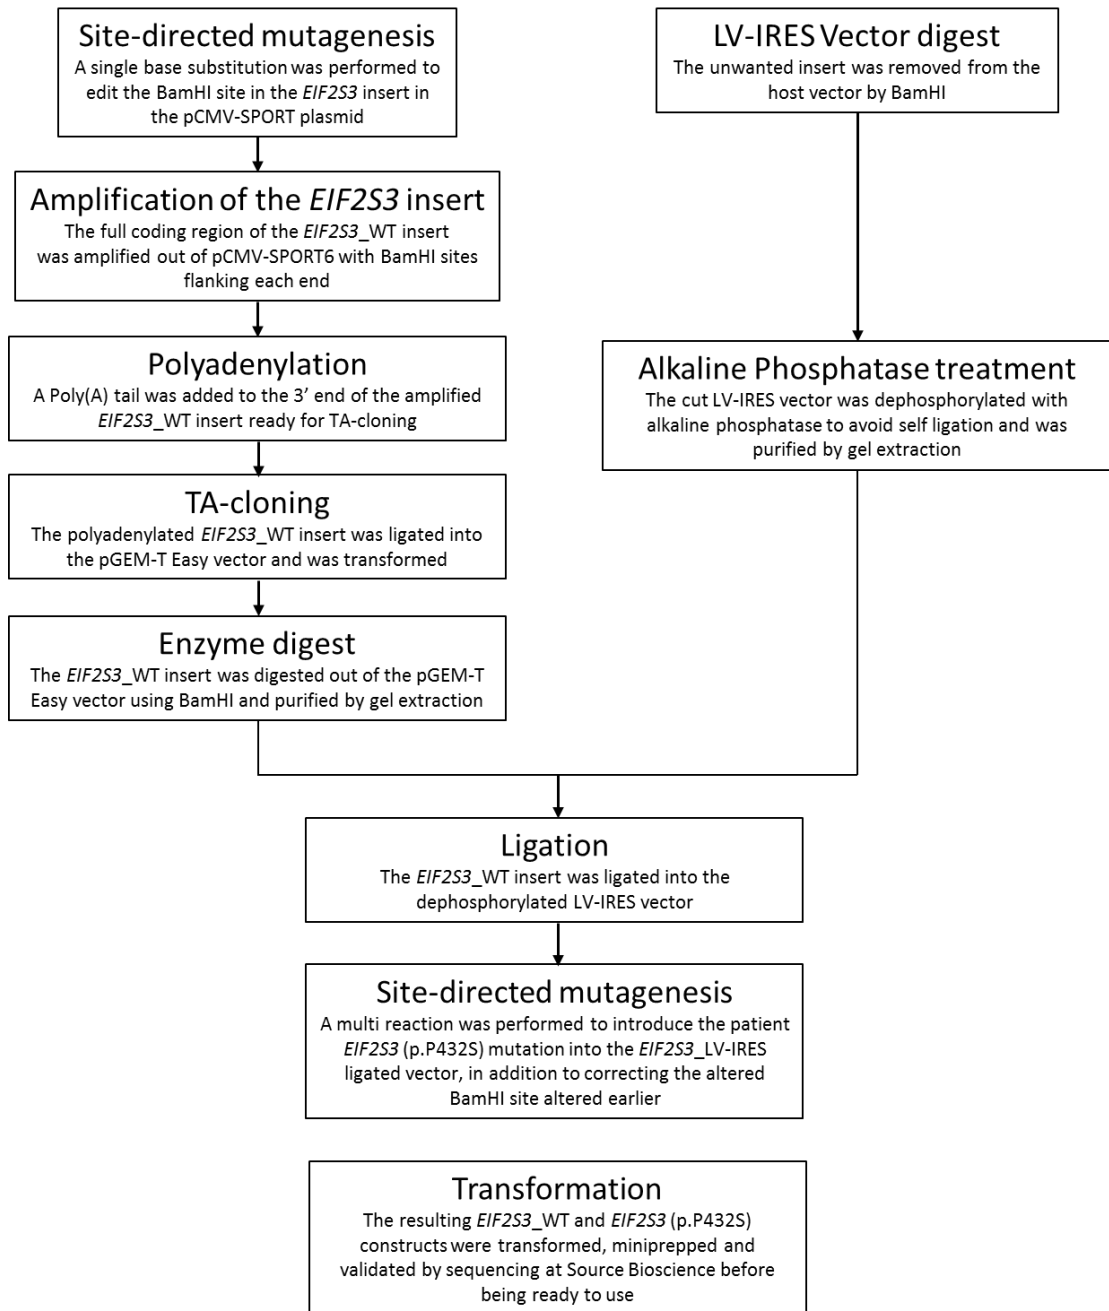 Site-directed mutagenesis
A single base substitution was performed to
edit the BamHI site in the EIF2S3 insert in
the pCMV-SPORT plasmid
LV-IRES Vector digest
The unwanted insert was removed from the
host vector by BamHI
Amplification of the EIF2S3 insert
The full coding region of the EIF2S3_WT insert
was amplified out of pCMV-SPORT6 with BamHI sites
flanking each end
Polyadenylation
A Poly(A) tail was added to the 3’ end of the amplified
EIF2S3_WT insert ready for TA-cloning
Alkaline Phosphatase treatment
The cut LV-IRES vector was dephosphorylated with
alkaline phosphatase to avoid self ligation and was
purified by gel extraction
TA-cloning
The polyadenylated EIF2S3_WT insert was ligated into
the pGEM-T Easy vector and was transformed
Enzyme digest
The EIF2S3_WT insert was digested out of the pGEM-T
Easy vector using BamHI and purified by gel extraction
Ligation
The EIF2S3_WT insert was ligated into the
dephosphorylated LV-IRES vector
Site-directed mutagenesis
A multi reaction was performed to introduce the patient
EIF2S3 (p.P432S) mutation into the EIF2S3_LV-IRES
ligated vector, in addition to correcting the altered
BamHI site altered earlier
Transformation
The resulting EIF2S3_WT and EIF2S3 (p.P432S)
constructs were transformed, miniprepped and
validated by sequencing at Source Bioscience before
being ready to use